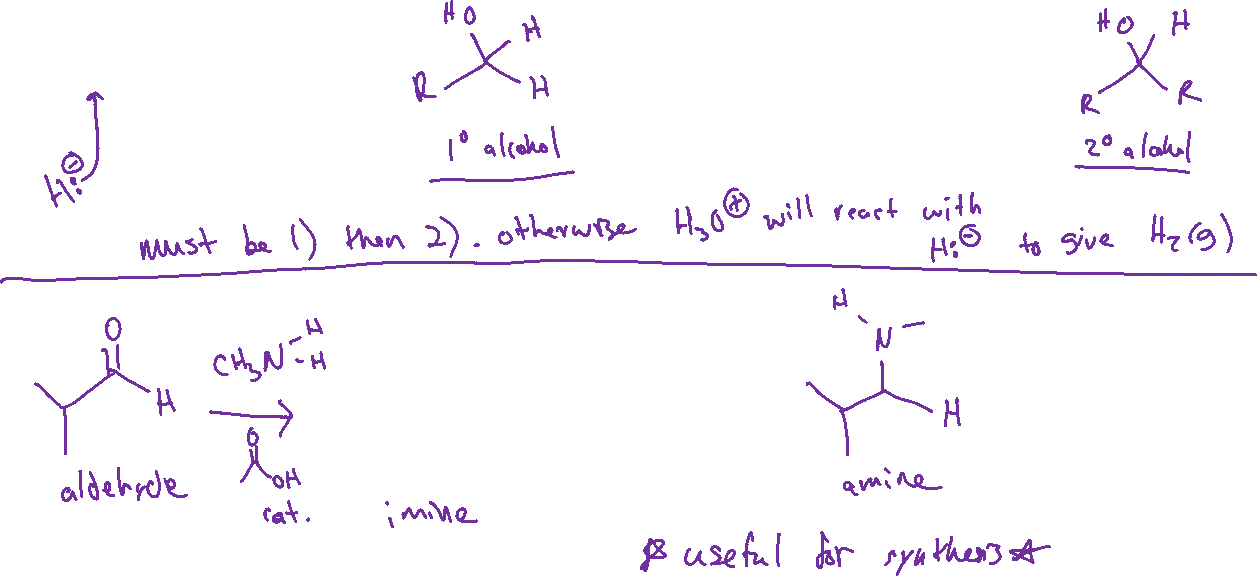 HO H
R H
1° alcohol
HO H
R R
2° alcohol
H:⊖
must be 1) then 2). otherwise H₃O⊕ will react with
H:⊖ to give H₂(g)
O
H
aldehyde
CH₃N H
H
O
OH
cat.
imine
H
N
H
amine
☆ useful for synthesis ☆